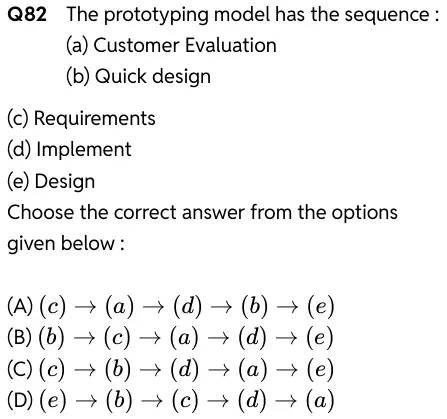 Q82 The prototyping model has the sequence :
(a) Customer Evaluation
(b) Quick design
(c) Requirements
(d) Implement
(e) Design
Choose the correct answer from the options
given below :
(A) (c) → (a) → (d) → (b) → (e)
(B) (b) → (c) → (a) → (d) → (e)
(C) (c) → (b) → (d) → (a) → (e)
(D) (e) → (b) → (c) → (d) → (a)